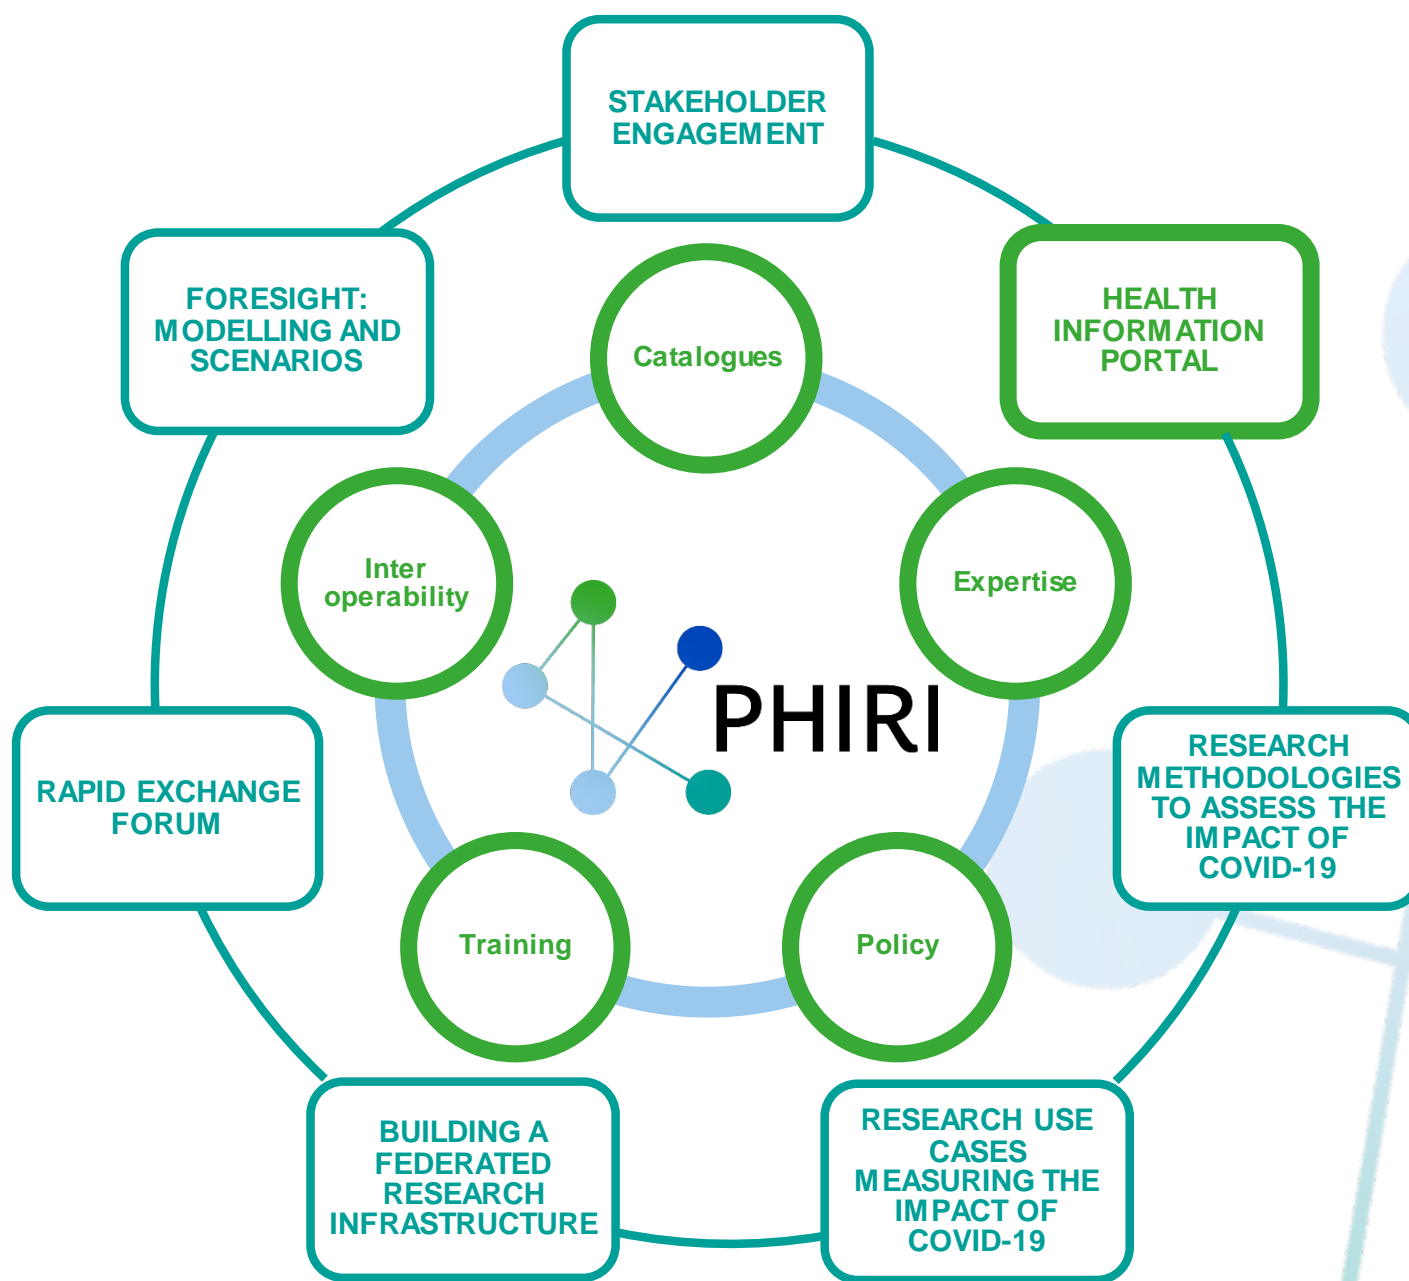 STAKEHOLDER
ENGAGEMENT
FORESIGHT:
MODELLING AND
SCENARIOS
HEALTH
INFORMATION
PORTAL
Catalogues
Inter
operability
Expertise
PHIRI
RAPID EXCHANGE
FORUM
RESEARCH
METHODOLOGIES
TO ASSESS THE
IMPACT OF
COVID-19
Training
Policy
BUILDING A
FEDERATED
RESEARCH
INFRASTRUCTURE
RESEARCH USE
CASES
MEASURING THE
IMPACT OF
COVID-19